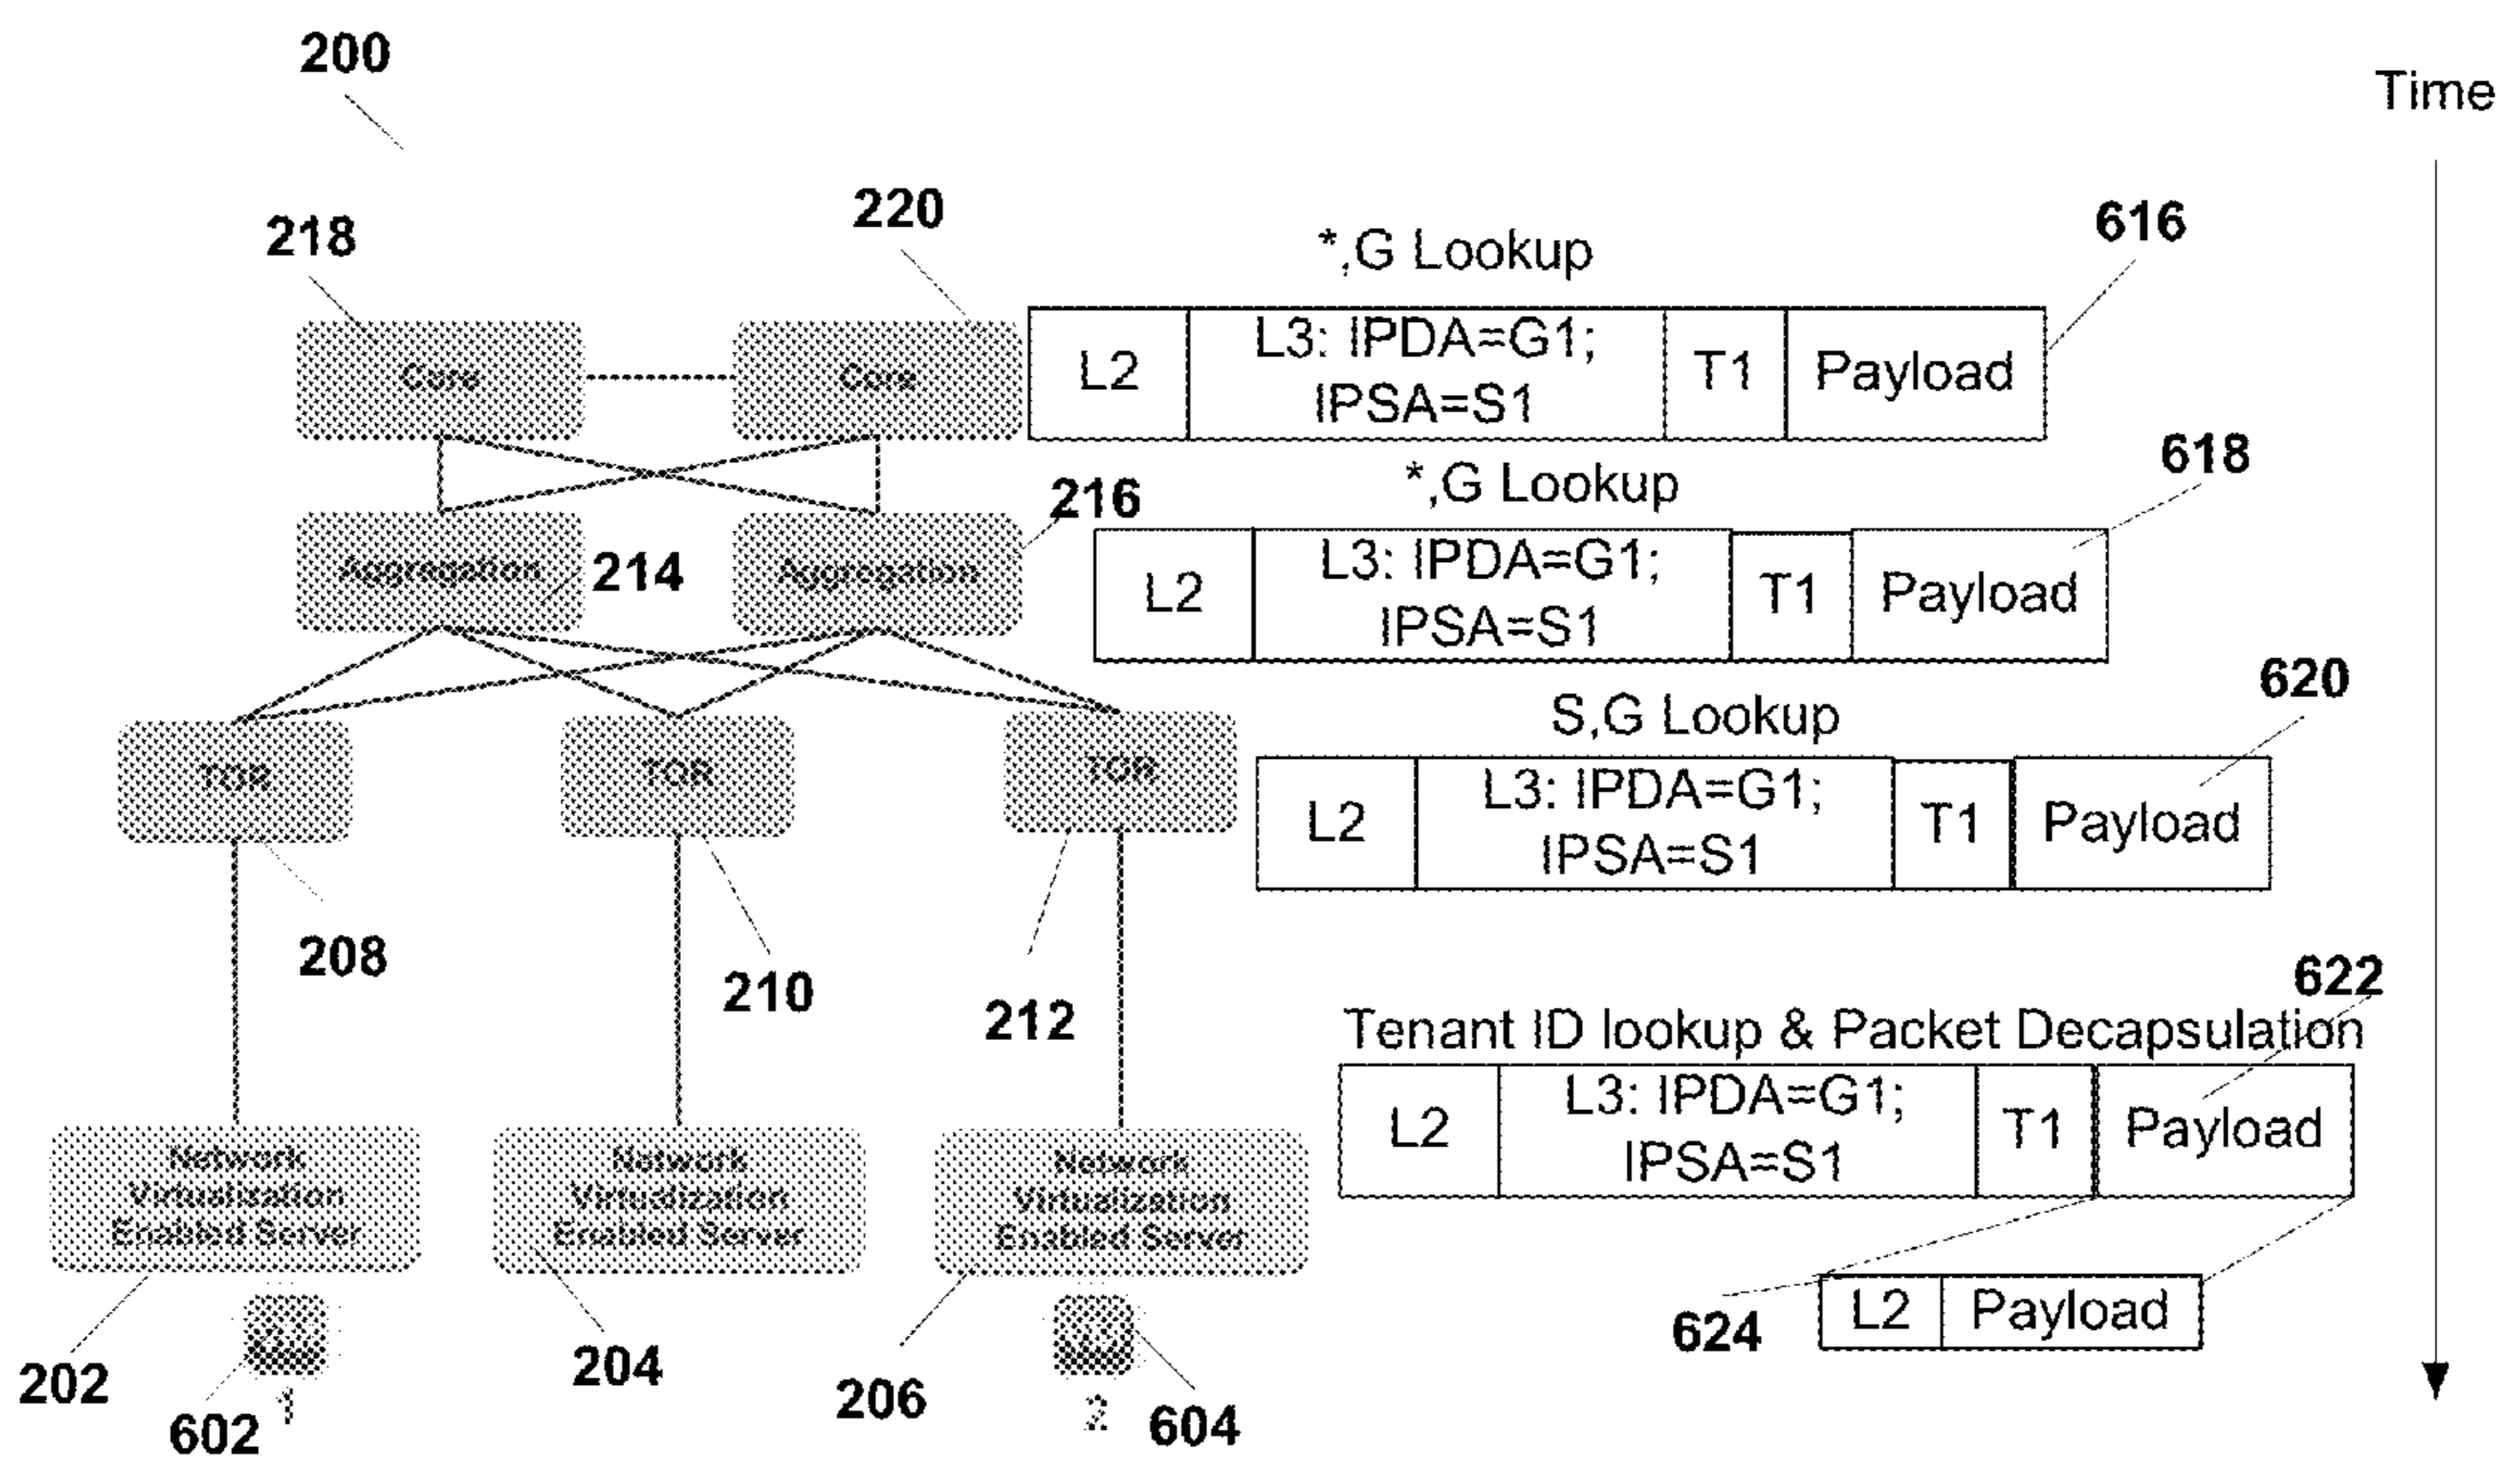 200
Time
218
220
*,G Lookup
616
Core
Core
L2
L3: IPDA=G1;
IPSA=S1
T1
Payload
*,G Lookup
618
216
Aggregation
214
Aggregation
L2
L3: IPDA=G1;
IPSA=S1
T1
Payload
S,G Lookup
620
TOR
TOR
TOR
L2
L3: IPDA=G1;
IPSA=S1
T1
Payload
208
210
212
622
Tenant ID lookup & Packet Decapsulation
L2
L3: IPDA=G1;
IPSA=S1
T1
Payload
Network
Virtualization
Enabled Server
Network
Virtualization
Enabled Server
Network
Virtualization
Enabled Server
624
L2
Payload
202
602
1
204
206
2
604